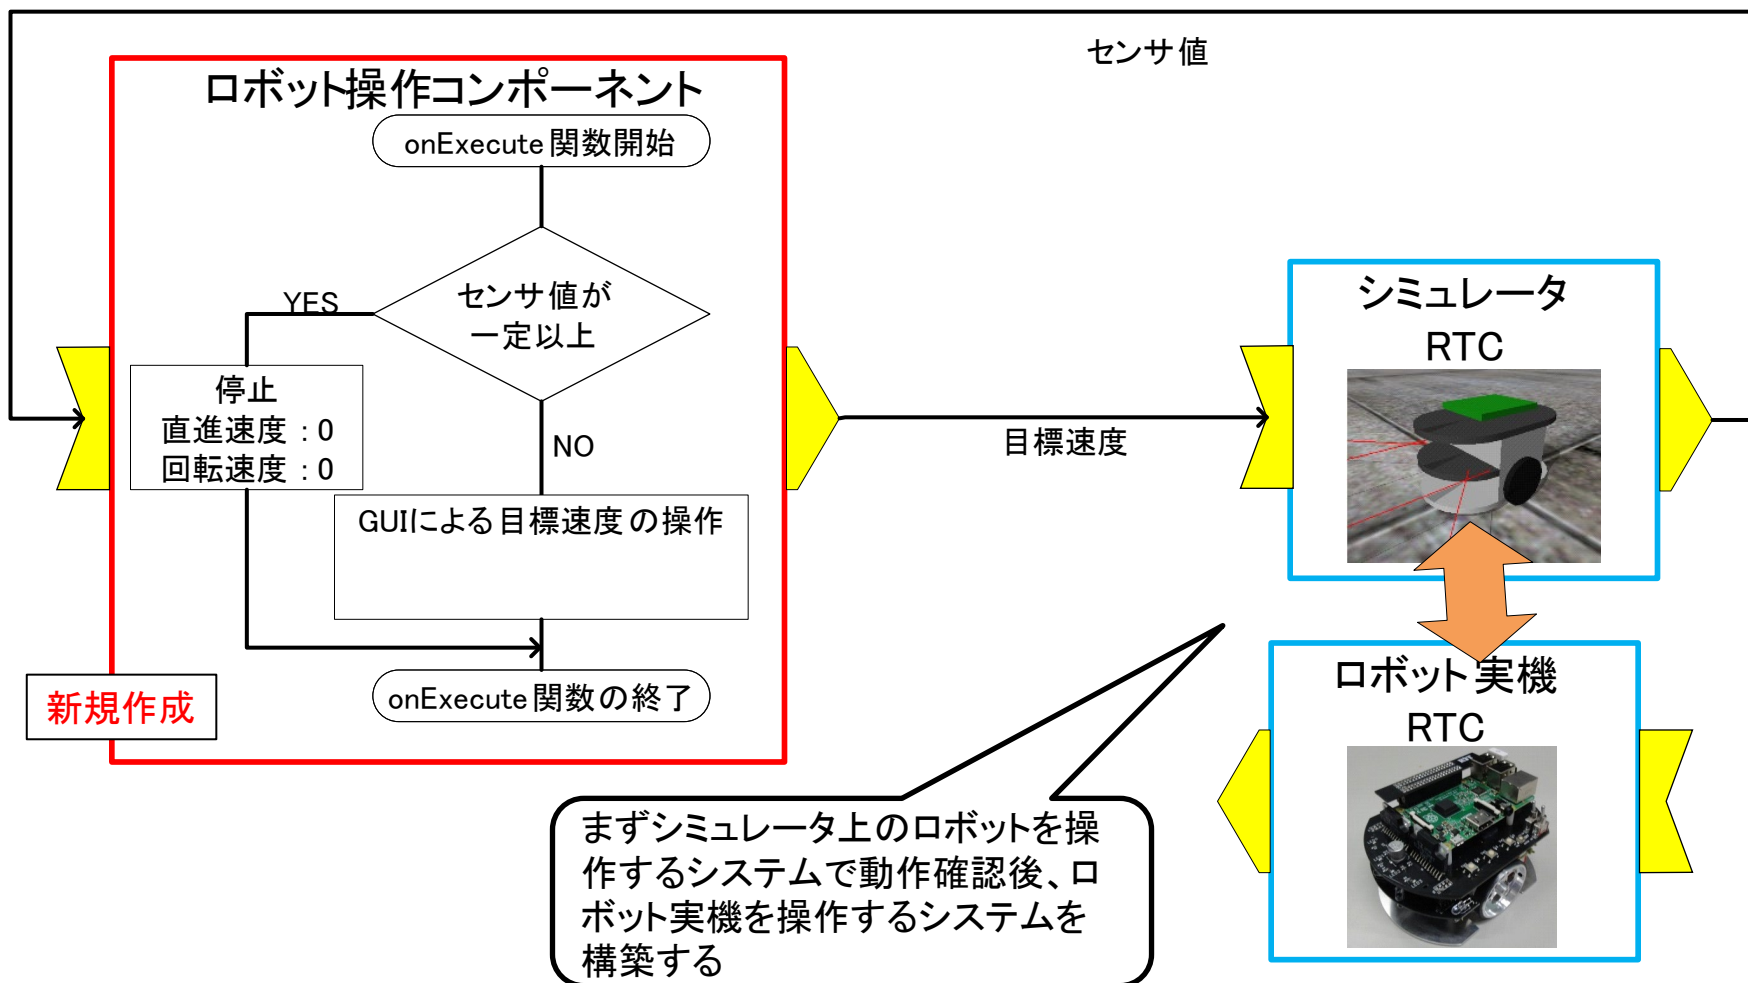 センサ値
ロボット操作コンポーネント
onExecute関数開始
センサ値が
一定以上
YES
停止
直進速度：0
回転速度：0
NO
GUIによる目標速度の操作
onExecute関数の終了
新規作成
目標速度
シミュレータ
RTC
ロボット実機
RTC
まずシミュレータ上のロボットを操
作するシステムで動作確認後、ロ
ボット実機を操作するシステムを
構築する